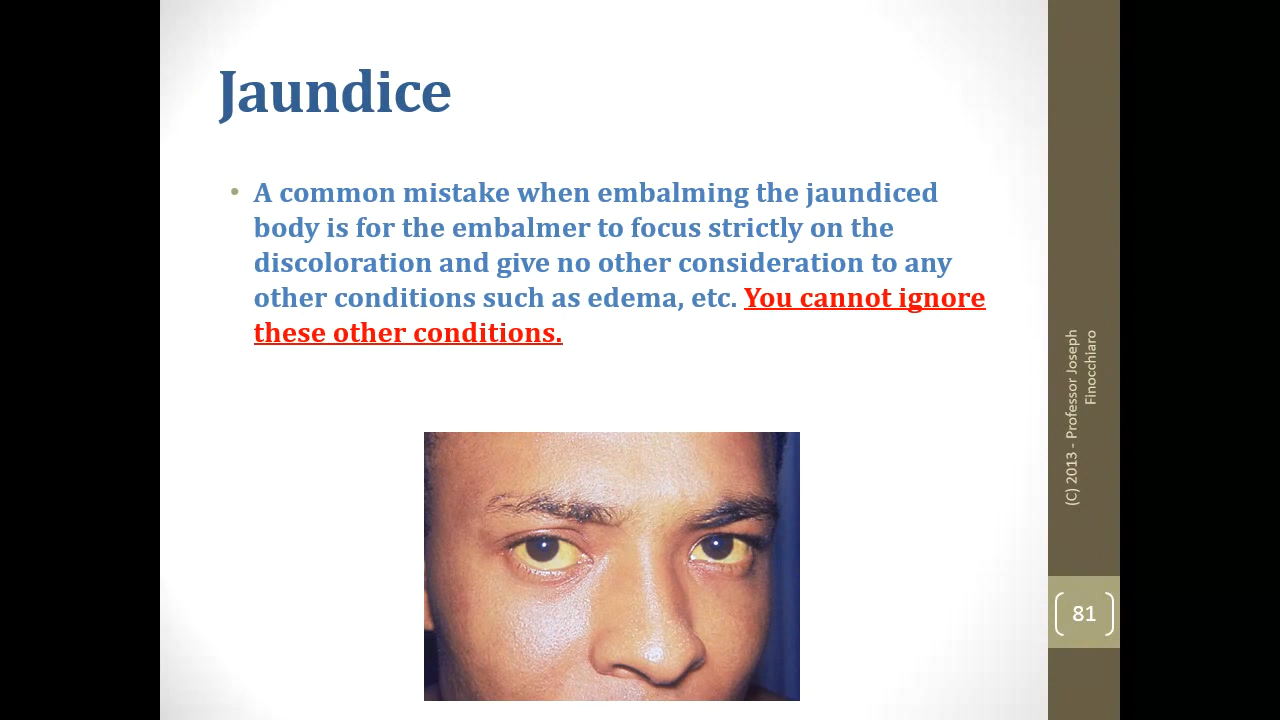 Jaundice
• A common mistake when embalming the jaundiced
body is for the embalmer to focus strictly on the
discoloration and give no other consideration to any
other conditions such as edema, etc. You cannot ignore
these other conditions.
(C) 2013 - Professor Joseph
Finocchiaro
81